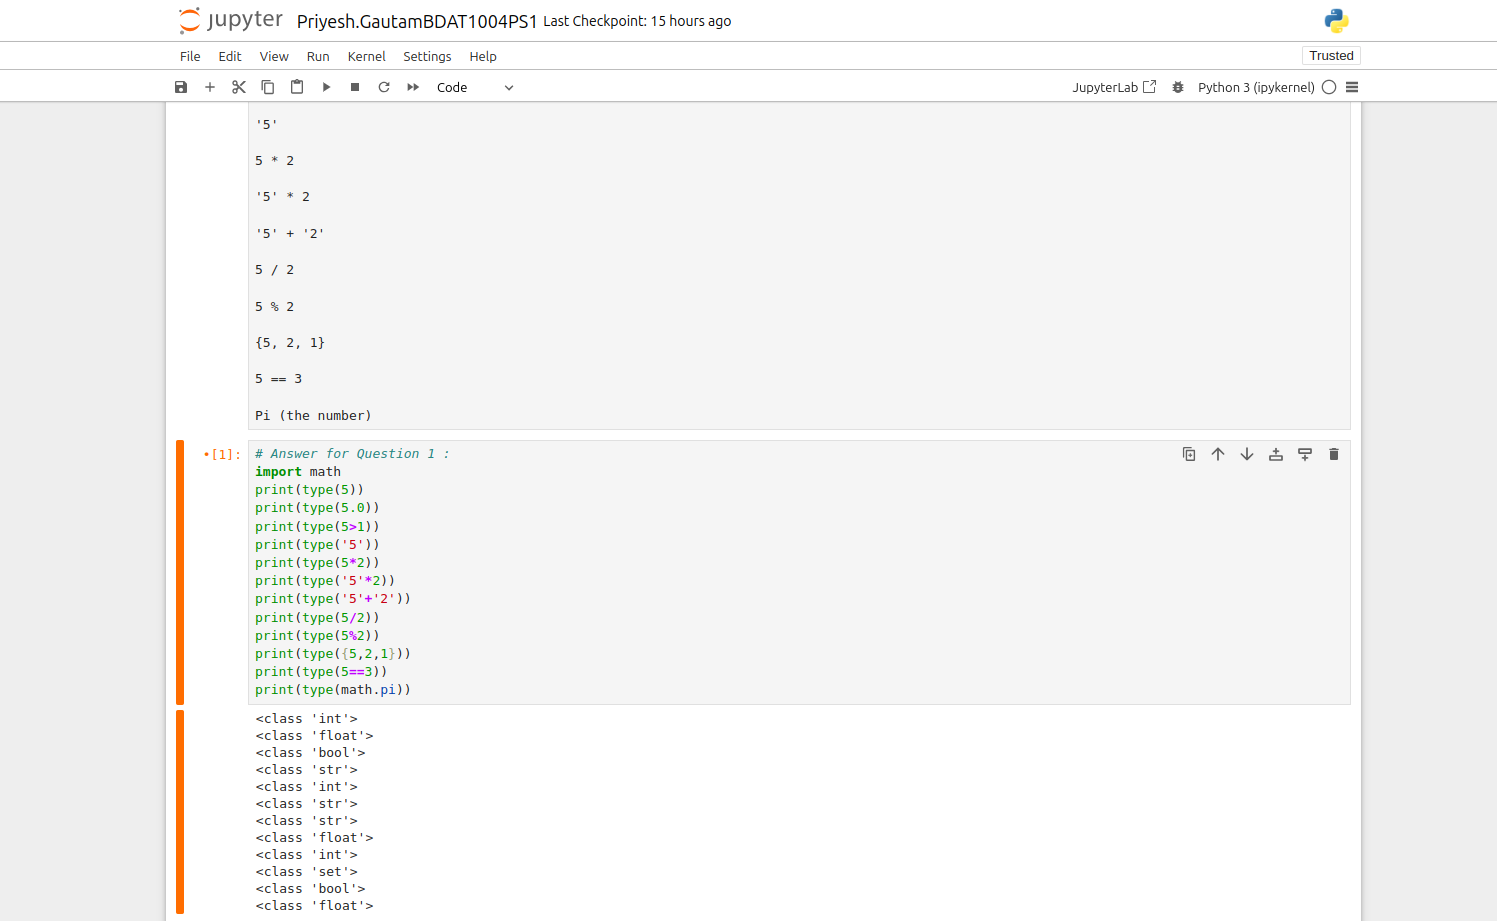 jupyter Priyesh.GautamBDAT1004PS1 Last Checkpoint: 15 hours ago
File Edit View Run Kernel Settings Help Trusted
Code JupyterLab Python 3 (ipykernel)
'5'
5 * 2
'5' * 2
'5' + '2'
5 / 2
5 % 2
{5, 2, 1}
5 == 3
Pi (the number)
•[1]: # Answer for Question 1 :
import math
print(type(5))
print(type(5.0))
print(type(5>1))
print(type('5'))
print(type(5*2))
print(type('5'*2))
print(type('5'+'2'))
print(type(5/2))
print(type(5%2))
print(type({5,2,1}))
print(type(5==3))
print(type(math.pi))
<class 'int'>
<class 'float'>
<class 'bool'>
<class 'str'>
<class 'int'>
<class 'str'>
<class 'str'>
<class 'float'>
<class 'int'>
<class 'set'>
<class 'bool'>
<class 'float'>